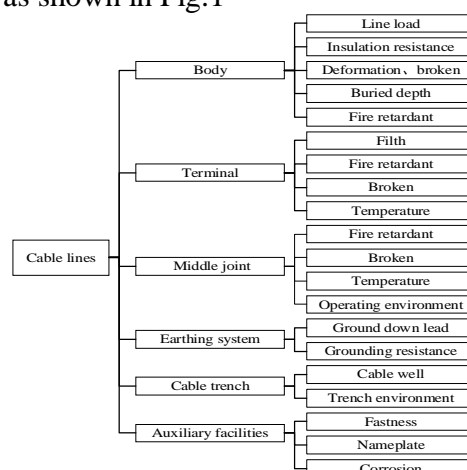 as shown in Fig.1
Cable lines
Body
Line load
Insulation resistance
Deformation、broken
Buried depth
Fire retardant
Terminal
Filth
Fire retardant
Broken
Temperature
Middle joint
Fire retardant
Broken
Temperature
Operating environment
Earthing system
Ground down lead
Grounding resistance
Cable trench
Cable well
Trench environment
Auxiliary facilities
Fastness
Nameplate
Corrosion